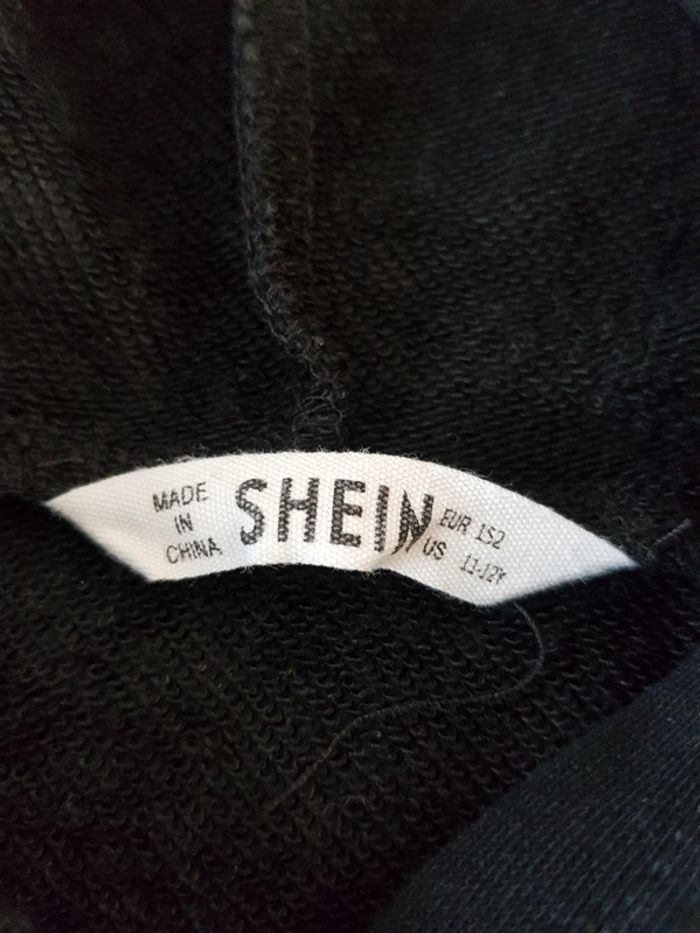 MADE
IN
CHINA
SHEIN
EUR 152
US 11-12Y